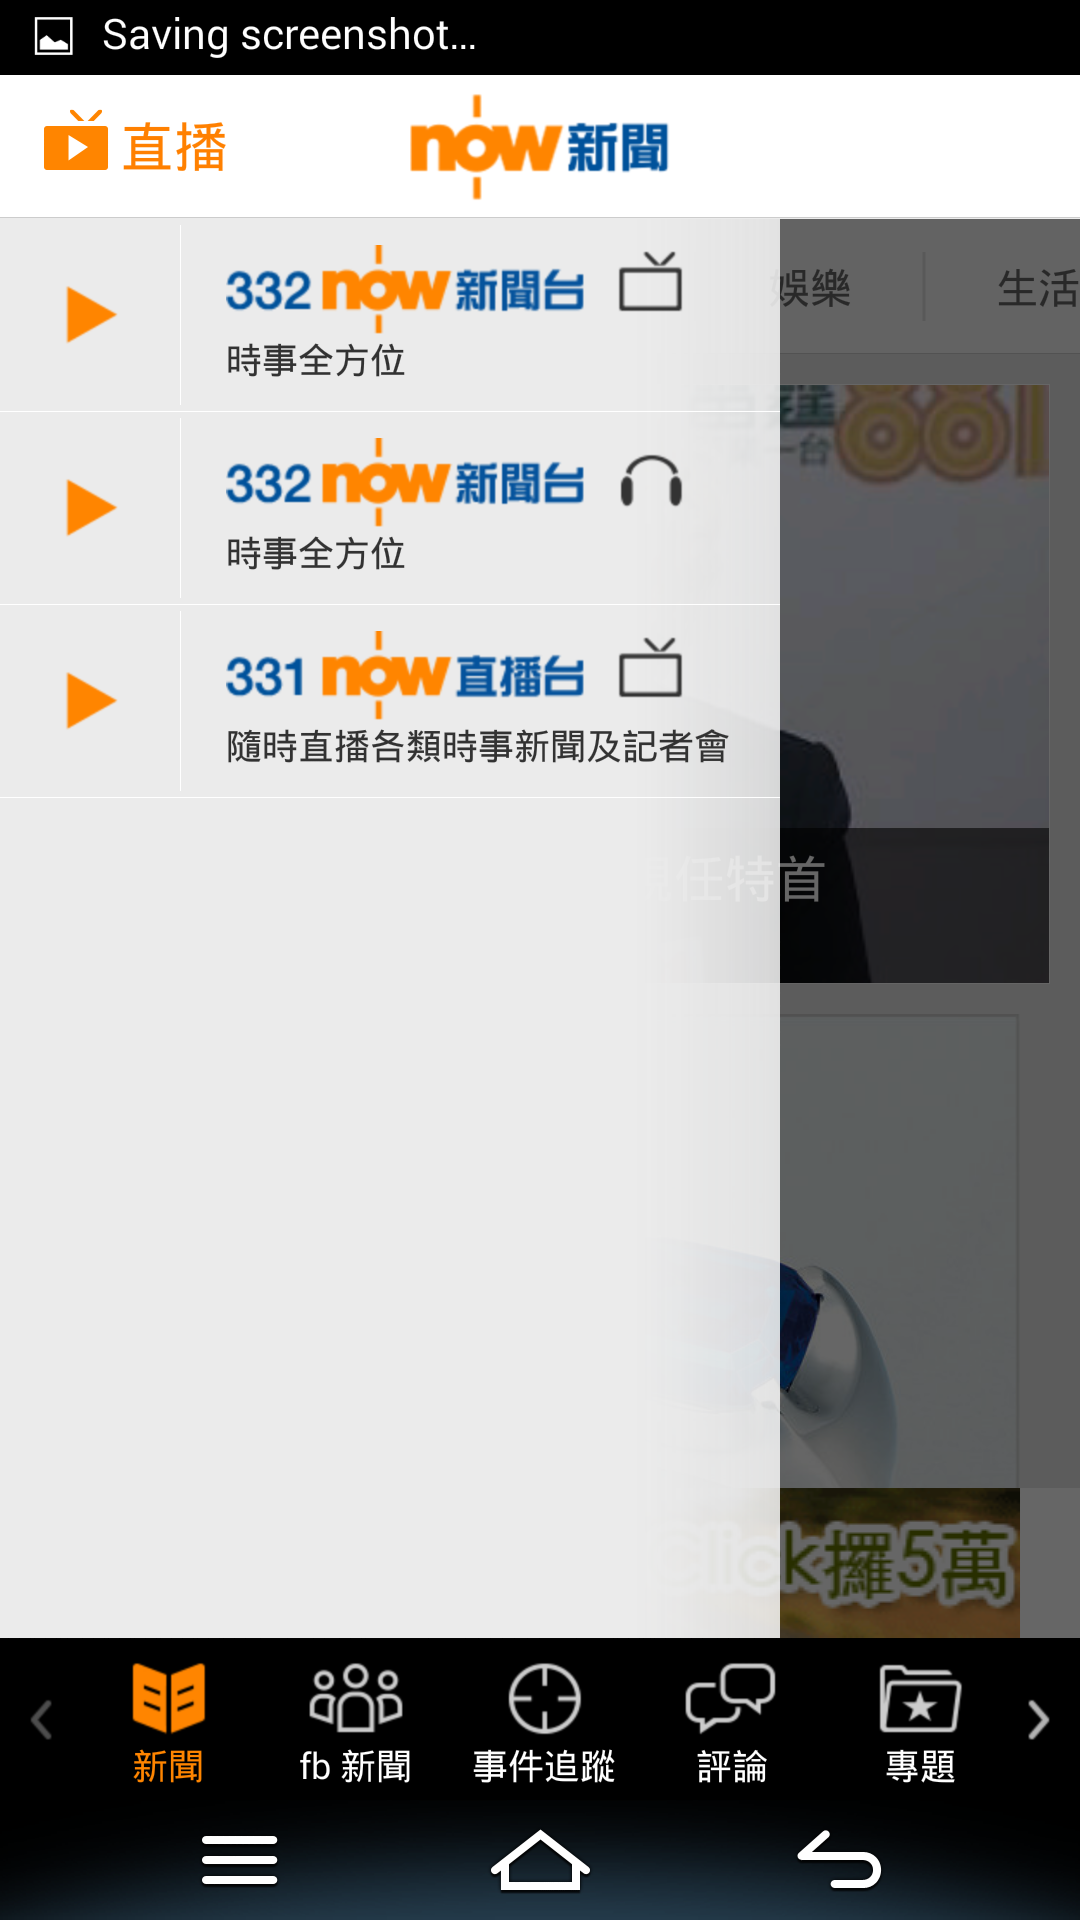 Saving screenshot...
直播
now 新聞
332 now 新聞台
時事全方位
332 now 新聞台
時事全方位
331 now 直播台
隨時直播各類時事新聞及記者會
娛樂
生活
一台
881
任特首
Click攞5萬
新聞
fb 新聞
事件追蹤
評論
專題